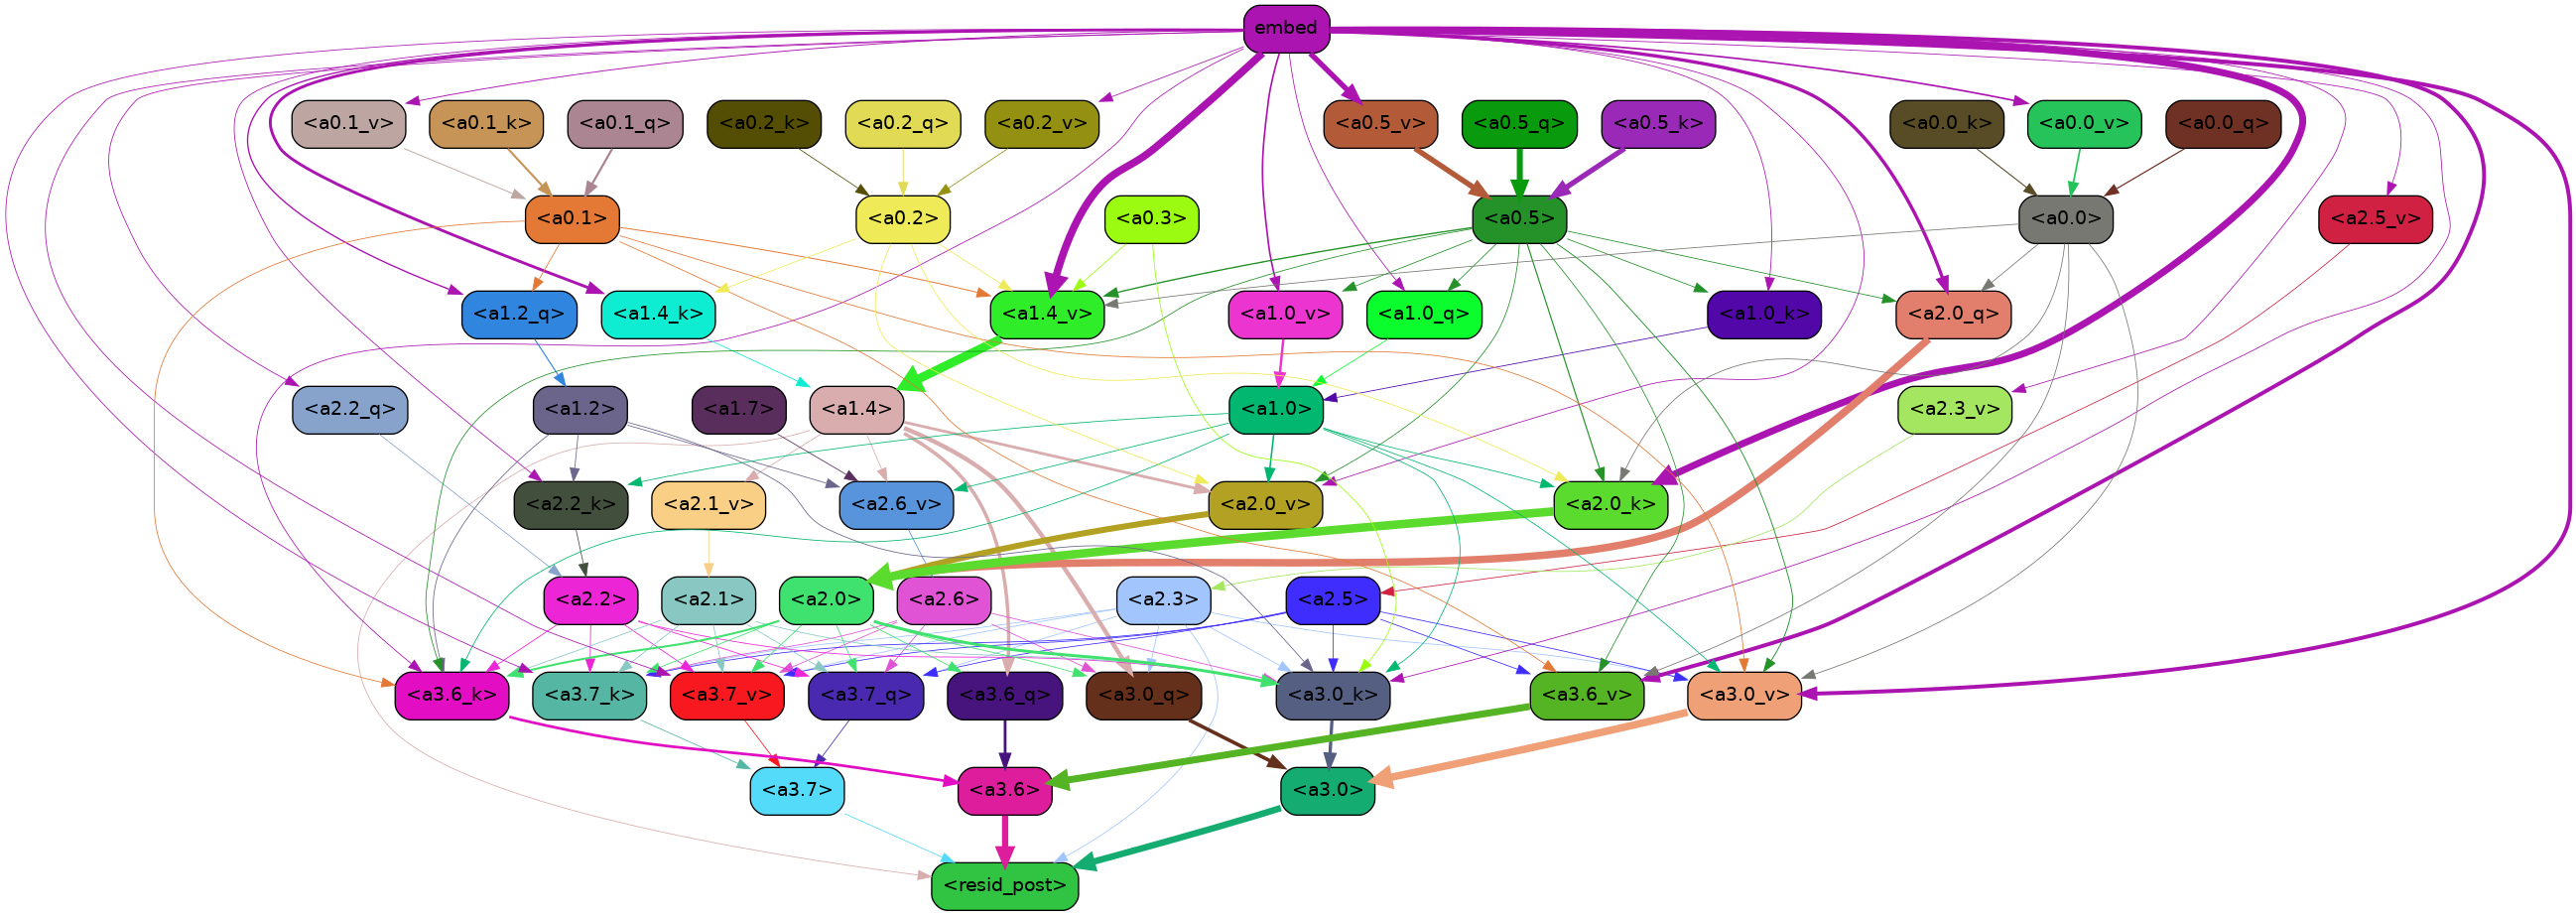 embed
<a0.1_v> <a0.1_k> <a0.1_q> <a0.2_k> <a0.2_q> <a0.2_v> <a0.5_v> <a0.5_q> <a0.5_k> <a0.0_k> <a0.0_v> <a0.0_q>
<a0.1> <a0.2> <a0.3> <a0.5> <a0.0> <a2.5_v>
<a1.2_q> <a1.4_k> <a1.4_v> <a1.0_v> <a1.0_q> <a1.0_k> <a2.0_q>
<a2.2_q> <a1.2> <a1.7> <a1.4> <a1.0> <a2.3_v>
<a2.2_k> <a2.1_v> <a2.6_v> <a2.0_v> <a2.0_k>
<a2.2> <a2.1> <a2.0> <a2.6> <a2.3> <a2.5>
<a3.6_k> <a3.7_k> <a3.7_v> <a3.7_q> <a3.6_q> <a3.0_q> <a3.0_k> <a3.6_v> <a3.0_v>
<a3.7> <a3.6> <a3.0>
<resid_post>